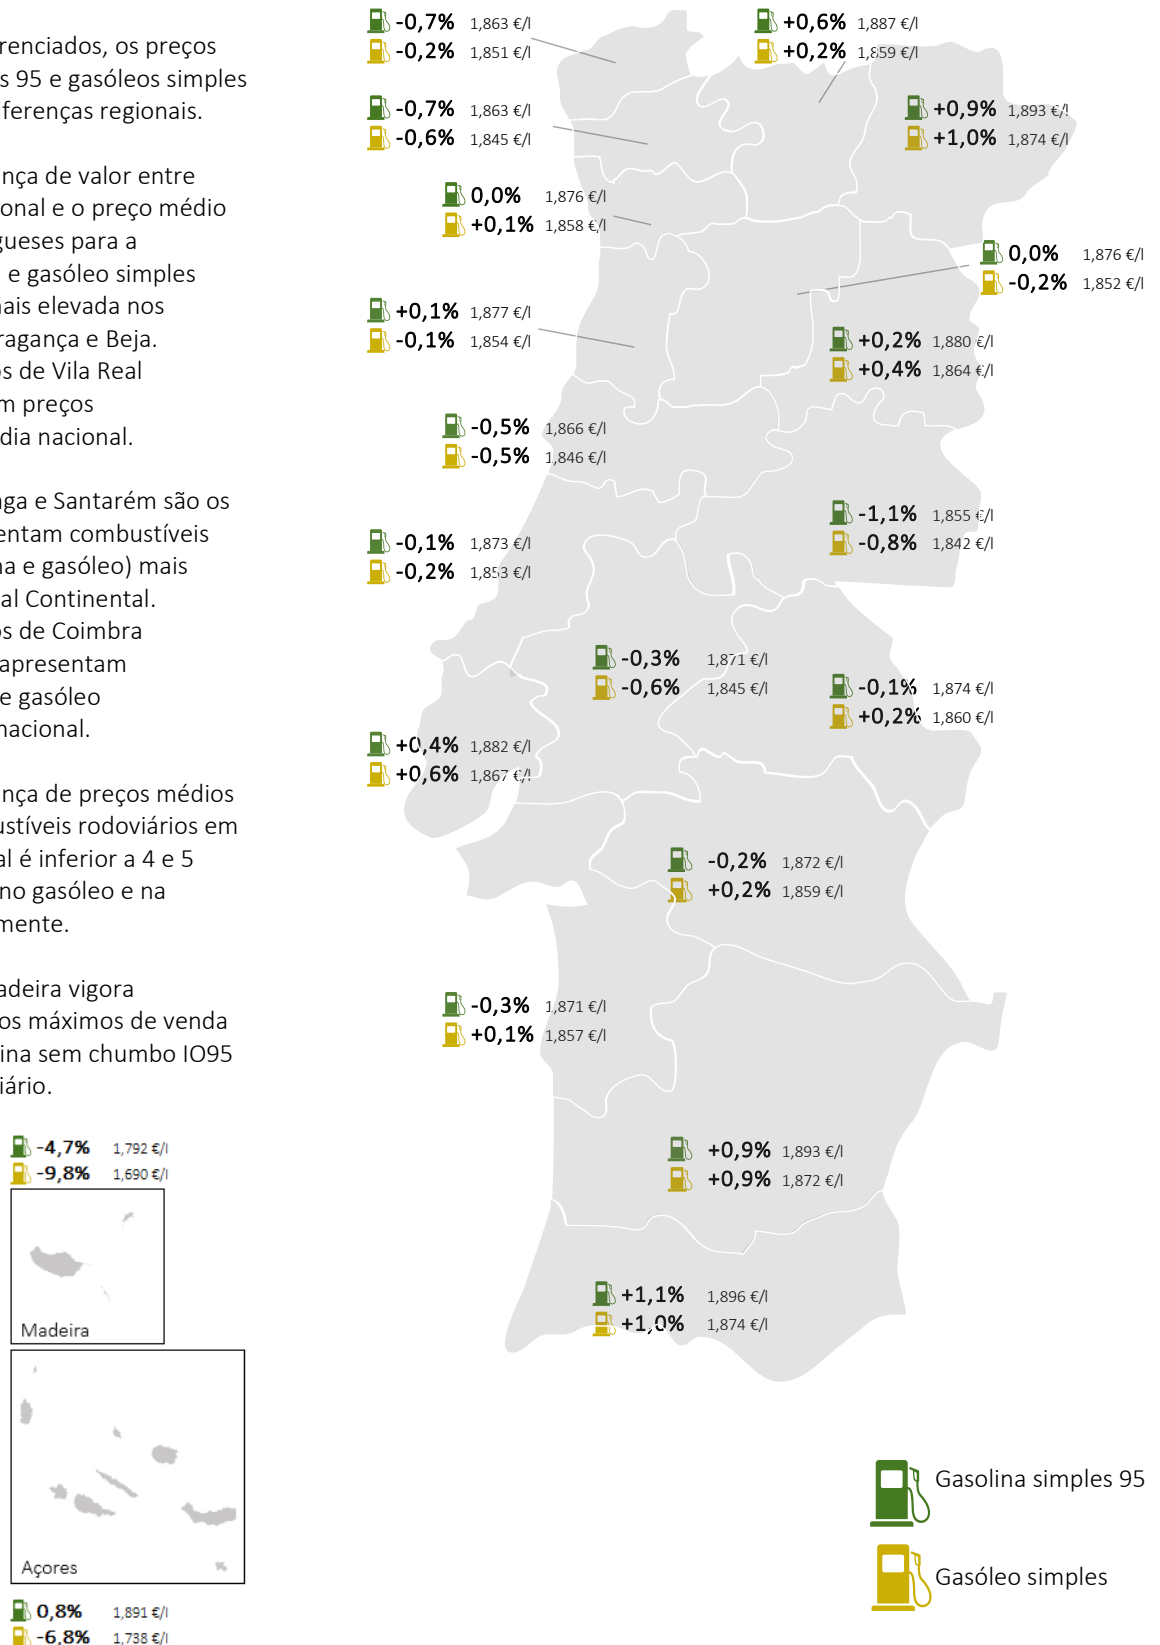 erenciados, os preços
s 95 e gasóleos simples
iferenças regionais.
nça de valor entre
onal e o preço médio
gueses para a
e gasóleo simples
nais elevada nos
ragança e Beja.
os de Vila Real
m preços
dia nacional.
aga e Santarém são os
entam combustíveis
na e gasóleo) mais
al Continental.
os de Coimbra
apresentam
e gasóleo
nacional.
nça de preços médios
ustíveis rodoviários em
al é inferior a 4 e 5
no gasóleo e na
mente.
adeira vigora
os máximos de venda
ina sem chumbo IO95
iário.
-4,7% 1,792 €/l
-9,8% 1,690 €/l
Madeira
Açores
0,8% 1,891 €/l
-6,8% 1,738 €/l
-0,7% 1,863 €/l
-0,2% 1,851 €/l
+0,6% 1,887 €/l
+0,2% 1,859 €/l
-0,7% 1,863 €/l
-0,6% 1,845 €/l
+0,9% 1,893 €/l
+1,0% 1,874 €/l
0,0% 1,876 €/l
+0,1% 1,858 €/l
0,0% 1,876 €/l
-0,2% 1,852 €/l
+0,1% 1,877 €/l
-0,1% 1,854 €/l
+0,2% 1,880 €/l
+0,4% 1,864 €/l
-0,5% 1,866 €/l
-0,5% 1,846 €/l
-1,1% 1,855 €/l
-0,8% 1,842 €/l
-0,1% 1,873 €/l
-0,2% 1,853 €/l
-0,3% 1,871 €/l
-0,6% 1,845 €/l
-0,1% 1,874 €/l
+0,2% 1,860 €/l
+0,4% 1,882 €/l
+0,6% 1,867 €/l
-0,2% 1,872 €/l
+0,2% 1,859 €/l
-0,3% 1,871 €/l
+0,1% 1,857 €/l
+0,9% 1,893 €/l
+0,9% 1,872 €/l
+1,1% 1,896 €/l
+1,0% 1,874 €/l
Gasolina simples 95
Gasóleo simples